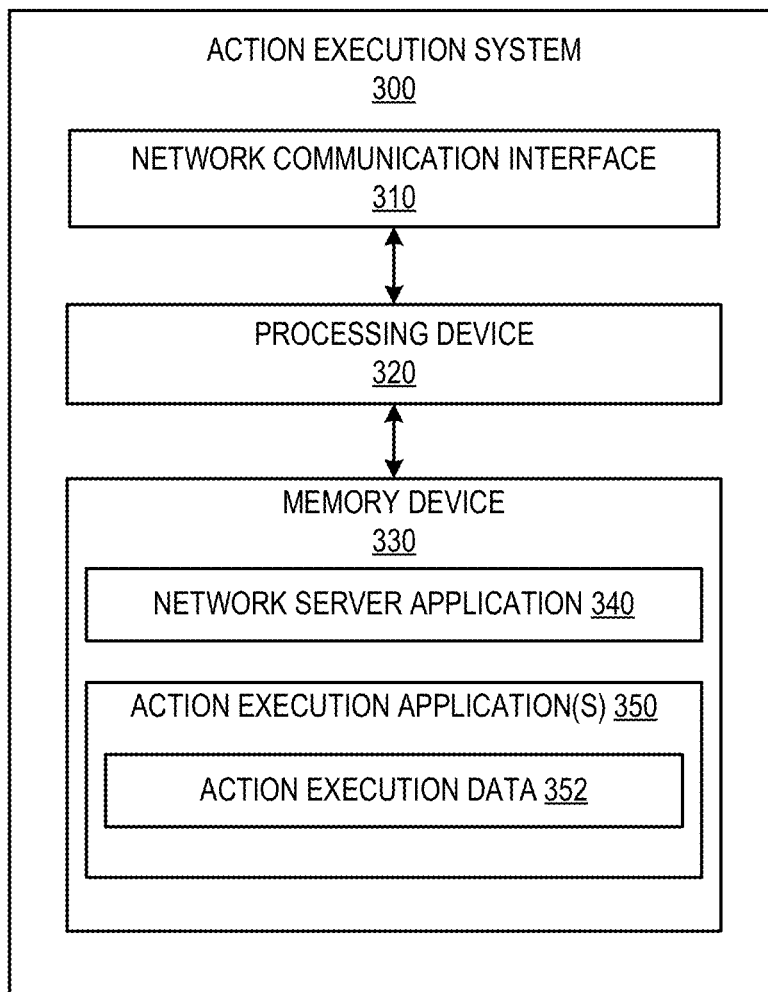 ACTION EXECUTION SYSTEM
300
NETWORK COMMUNICATION INTERFACE
310
PROCESSING DEVICE
320
MEMORY DEVICE
330
NETWORK SERVER APPLICATION 340
ACTION EXECUTION APPLICATION(S) 350
ACTION EXECUTION DATA 352